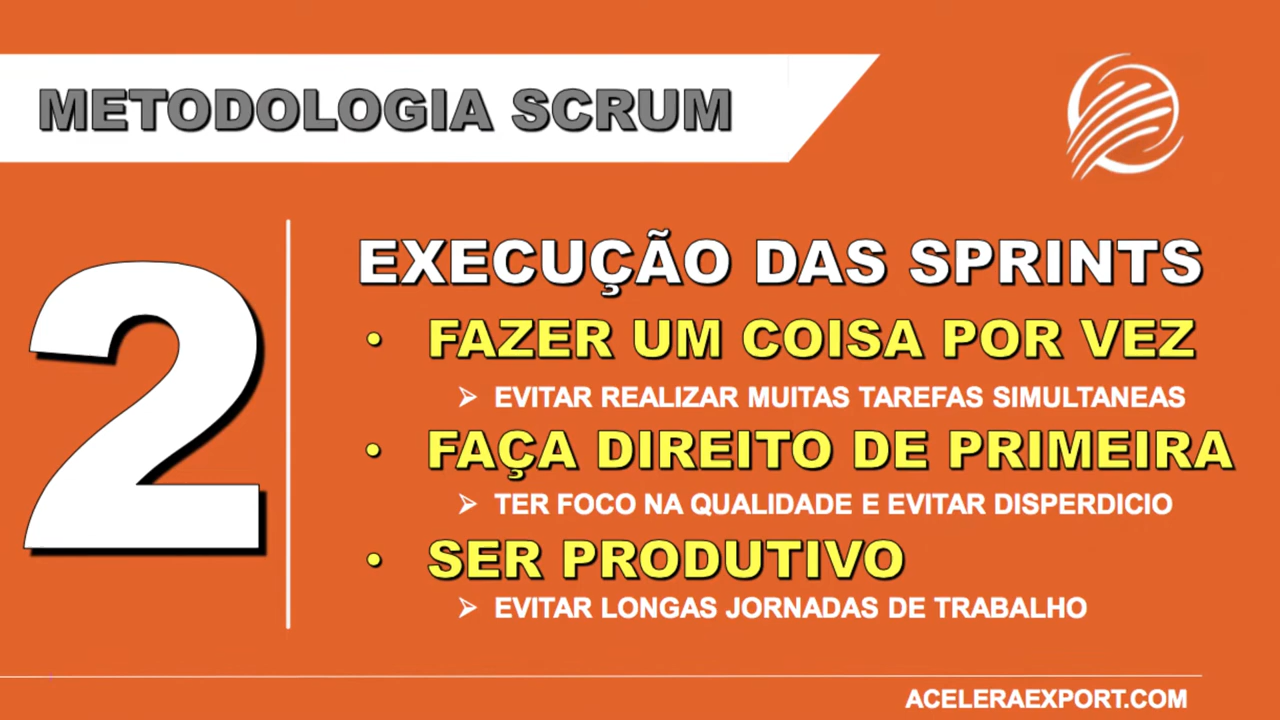 METODOLOGIA SCRUM
2
EXECUÇÃO DAS SPRINTS
• FAZER UM COISA POR VEZ
➢ EVITAR REALIZAR MUITAS TAREFAS SIMULTANEAS
• FAÇA DIREITO DE PRIMEIRA
➢ TER FOCO NA QUALIDADE E EVITAR DISPERDICIO
• SER PRODUTIVO
➢ EVITAR LONGAS JORNADAS DE TRABALHO
ACELERAEXPORT.COM